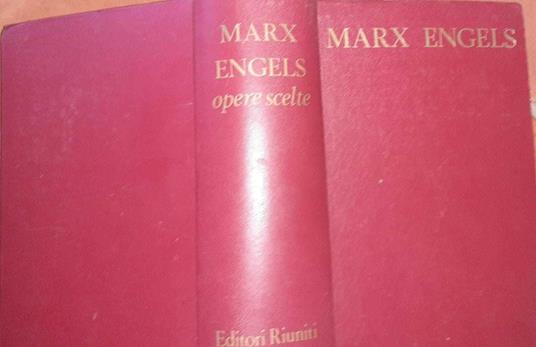 MARX
ENGELS
opere scelte
Editori Riuniti
MARX ENGELS